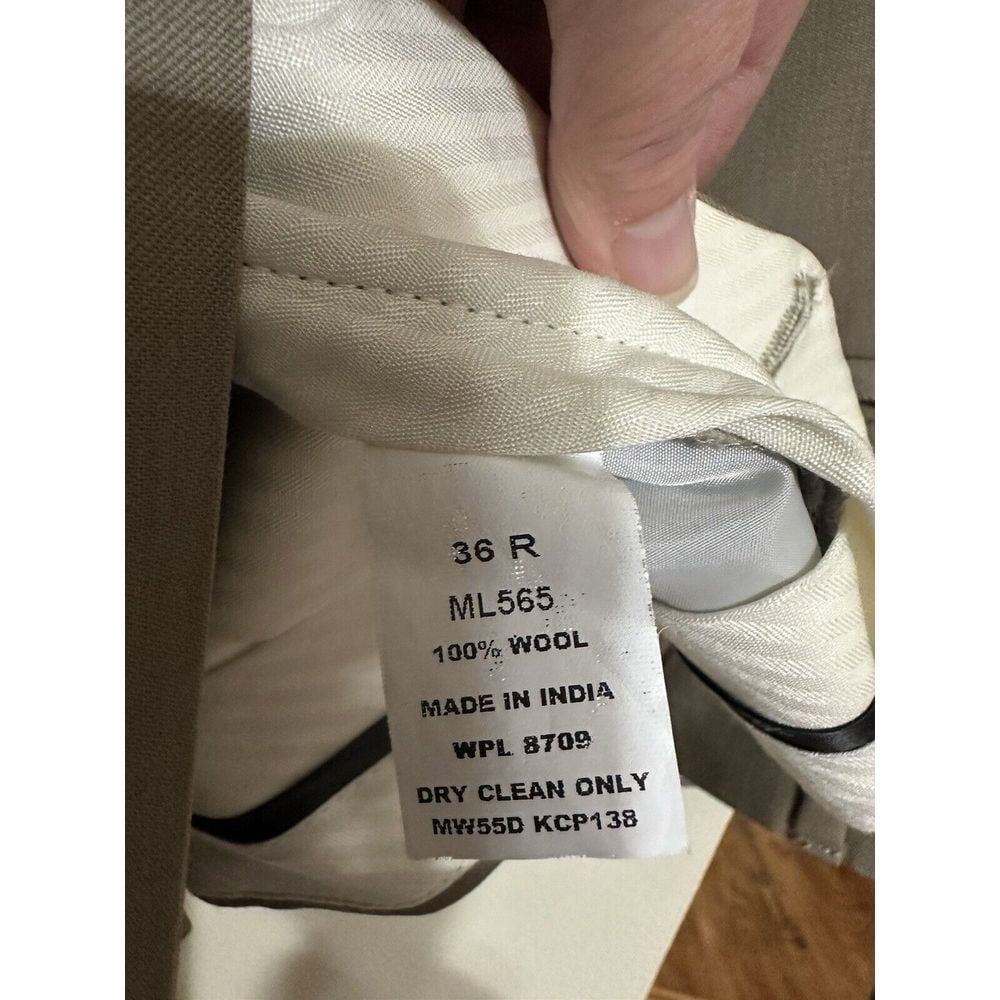 36 R
ML565
100% WOOL
MADE IN INDIA
WPL 8709
DRY CLEAN ONLY
MW55D KCP138